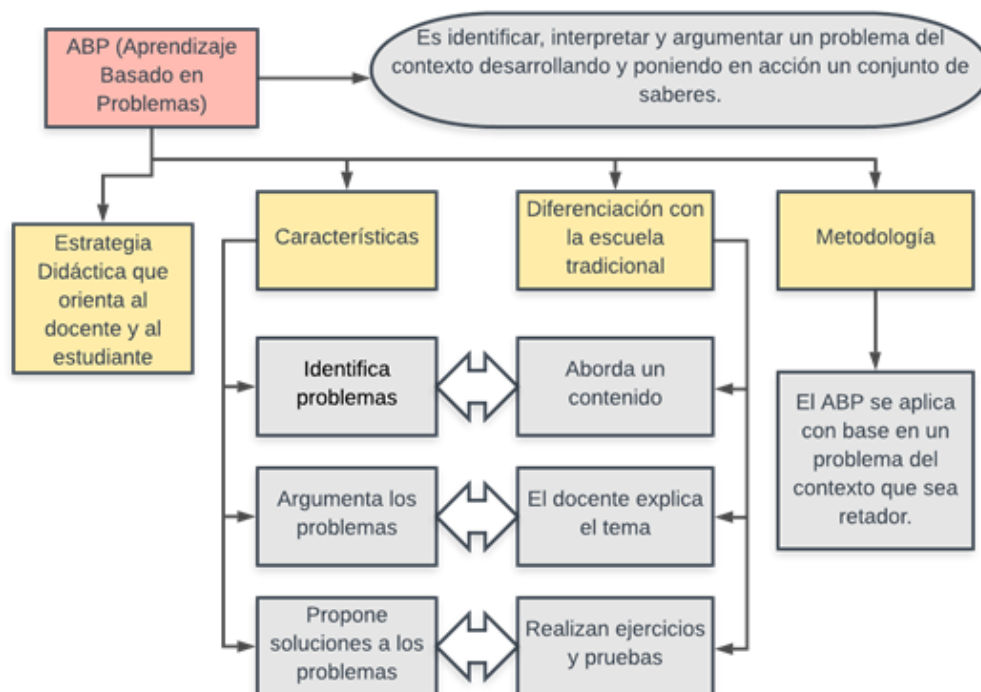 ABP (Aprendizaje
Basado en
Problemas)
Es identificar, interpretar y argumentar un problema del
contexto desarrollando y poniendo en acción un conjunto de
saberes.
Estrategia
Didáctica que
orienta al
docente y al
estudiante
Característificas
Diferenciación con
la escuela
tradicional
Metodología
Identifica
problemas
Aborda un
contenido
El ABP se aplica
con base en un
problema del
contexto que sea
retador.
Argumenta los
problemas
El docente explica
el tema
Propone
soluciones a los
problemas
Realizan ejercicios
y pruebas